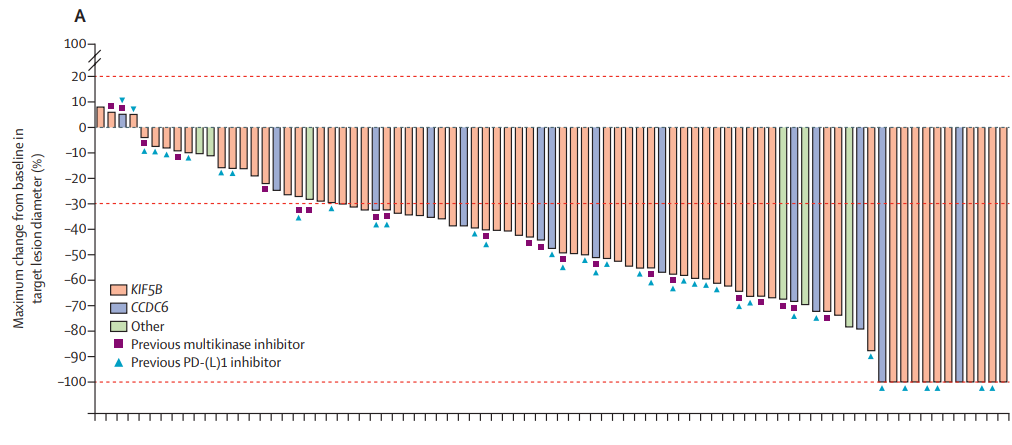 A
Maximum change from baseline in
target lesion diameter (%)
100
20
10
0
–10
–20
–30
–40
–50
–60
–70
–80
–90
–100
KIF5B
CCDC6
Other
Previous multikinase inhibitor
Previous PD-(L)1 inhibitor